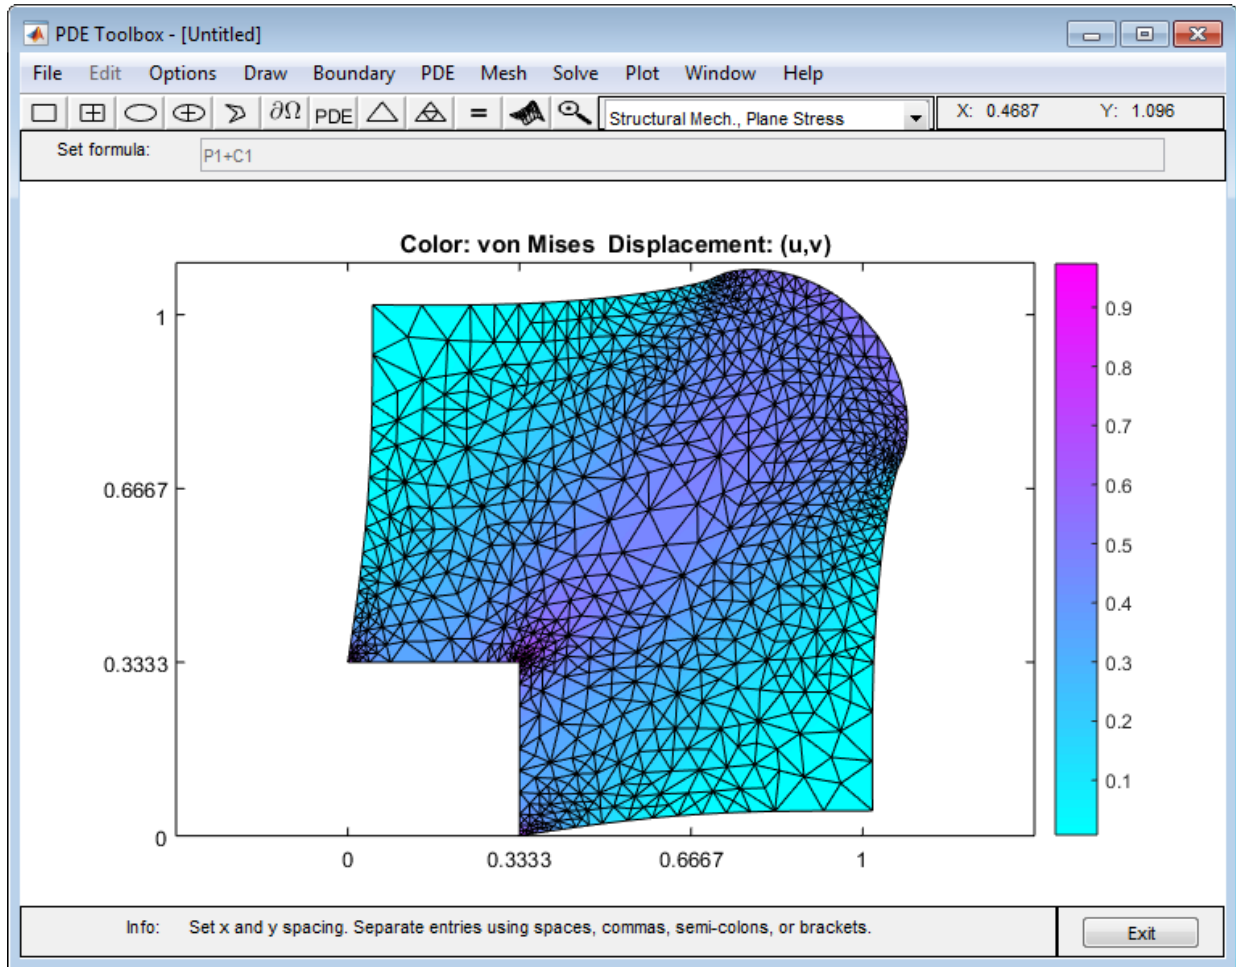 PDE Toolbox - [Untitled]
File Edit Options Draw Boundary PDE Mesh Solve Plot Window Help
∂Ω PDE = Structural Mech., Plane Stress X: 0.4687 Y: 1.096
Set formula: P1+C1
Color: von Mises Displacement: (u,v)
1
0.6667
0.3333
0
0 0.3333 0.6667 1
0.9
0.8
0.7
0.6
0.5
0.4
0.3
0.2
0.1
Info: Set x and y spacing. Separate entries using spaces, commas, semi-colons, or brackets.
Exit